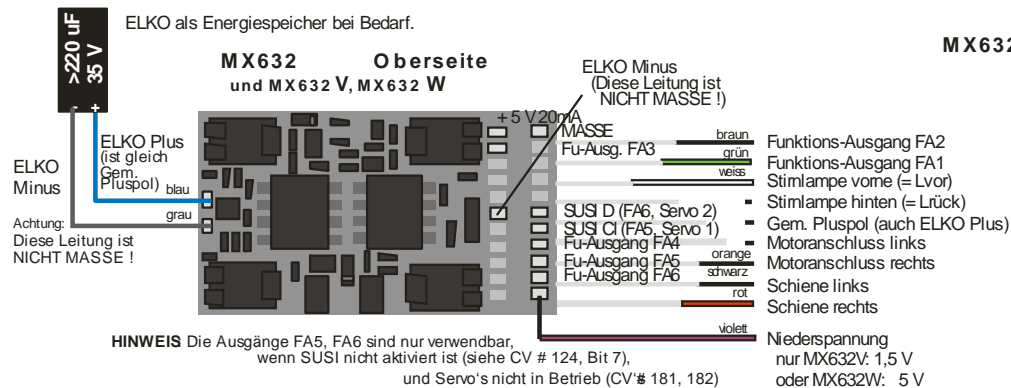 ELKO als Energiespeicher bei Bedarf.
>220 uF
35 V
- +
MX632
MX632 Oberseite
und MX632 V, MX632 W
ELKO Minus
(Diese Leitung ist
NICHT MASSE !)
ELKO Plus
(ist gleich
Gem.
Pluspol)
blau
ELKO
Minus
grau
Achtung:
Diese Leitung ist
NICHT MASSE !
+ 5 V 20mA
MASSE
Fu-Ausg. FA3
SUSI D (FA6, Servo 2)
SUSI Cl (FA5, Servo 1)
Fu-Ausgang FA4
Fu-Ausgang FA5
Fu-Ausgang FA6
braun Funktions-Ausgang FA2
grün Funktions-Ausgang FA1
weiss Stirnlampe vorne (= Lvor)
Stirnlampe hinten (= Lrück)
Gem. Pluspol (auch ELKO Plus)
Motoranschluss links
orange Motoranschluss rechts
schwarz Schiene links
rot Schiene rechts
violett Niederspannung
nur MX632V: 1,5 V
oder MX632W: 5 V
HINWEIS Die Ausgänge FA5, FA6 sind nur verwendbar,
wenn SUSI nicht aktiviert ist (siehe CV # 124, Bit 7),
und Servo's nicht in Betrieb (CV's # 181, 182)